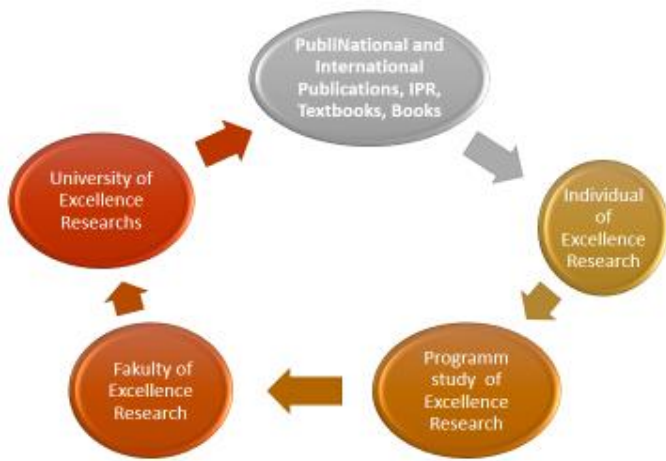 PubliNational and
International
Publications, IPR,
Textbooks, Books
Individual
of
Excellence
Research
Programm
study of
Excellence
Research
Fakulty of
Excellence
Research
University of
Excellence
Researchs